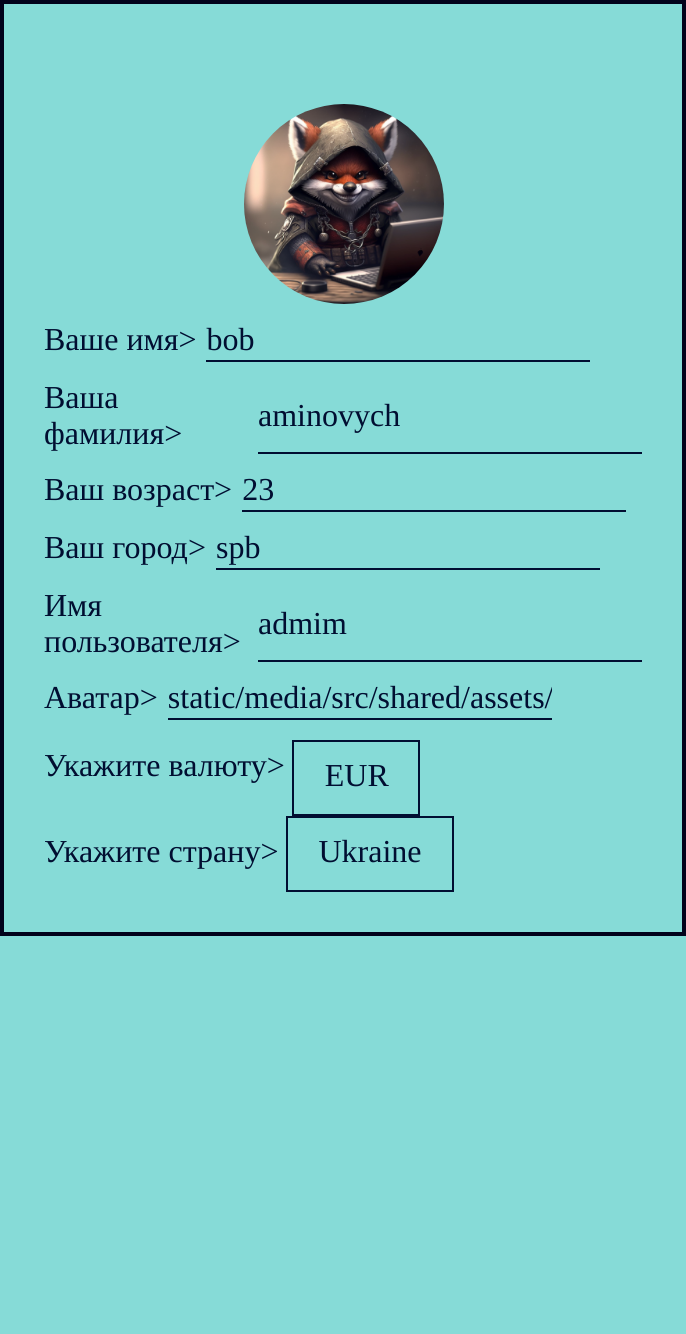 Ваше имя> bob
Ваша
фамилия> aminovych
Ваш возраст> 23
Ваш город> spb
Имя
пользователя> admim
Аватар> static/media/src/shared/assets/
Укажите валюту> EUR
Укажите страну> Ukraine